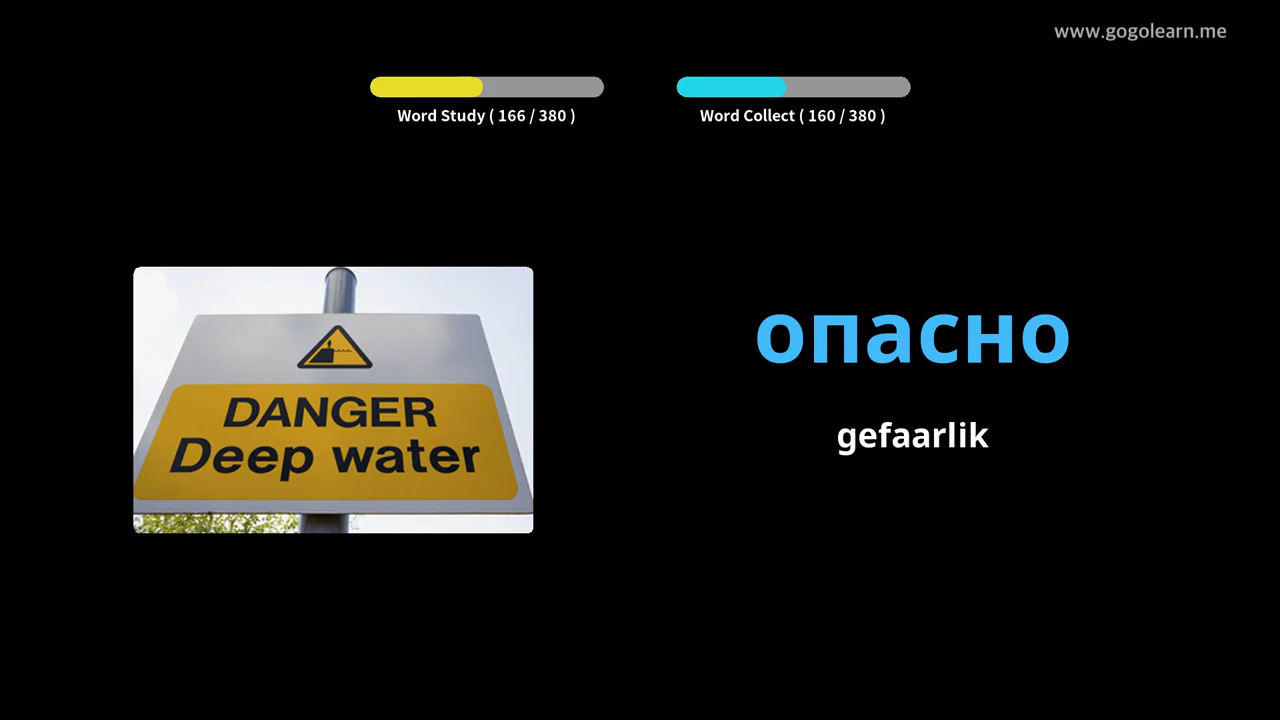 www.gogolearn.me
Word Study ( 166 / 380 )
Word Collect ( 160 / 380 )
DANGER
Deep water
опасно
gefaarlik